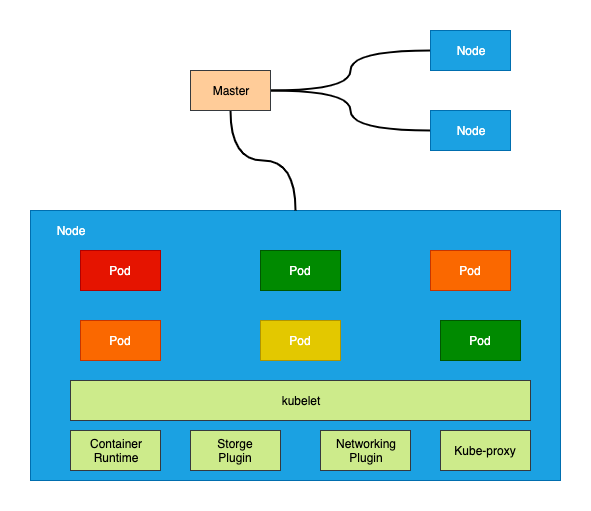 Node
Master
Node
Node
Pod
Pod
Pod
Pod
Pod
Pod
kubelet
Container
Runtime
Storge
Plugin
Networking
Plugin
Kube-proxy